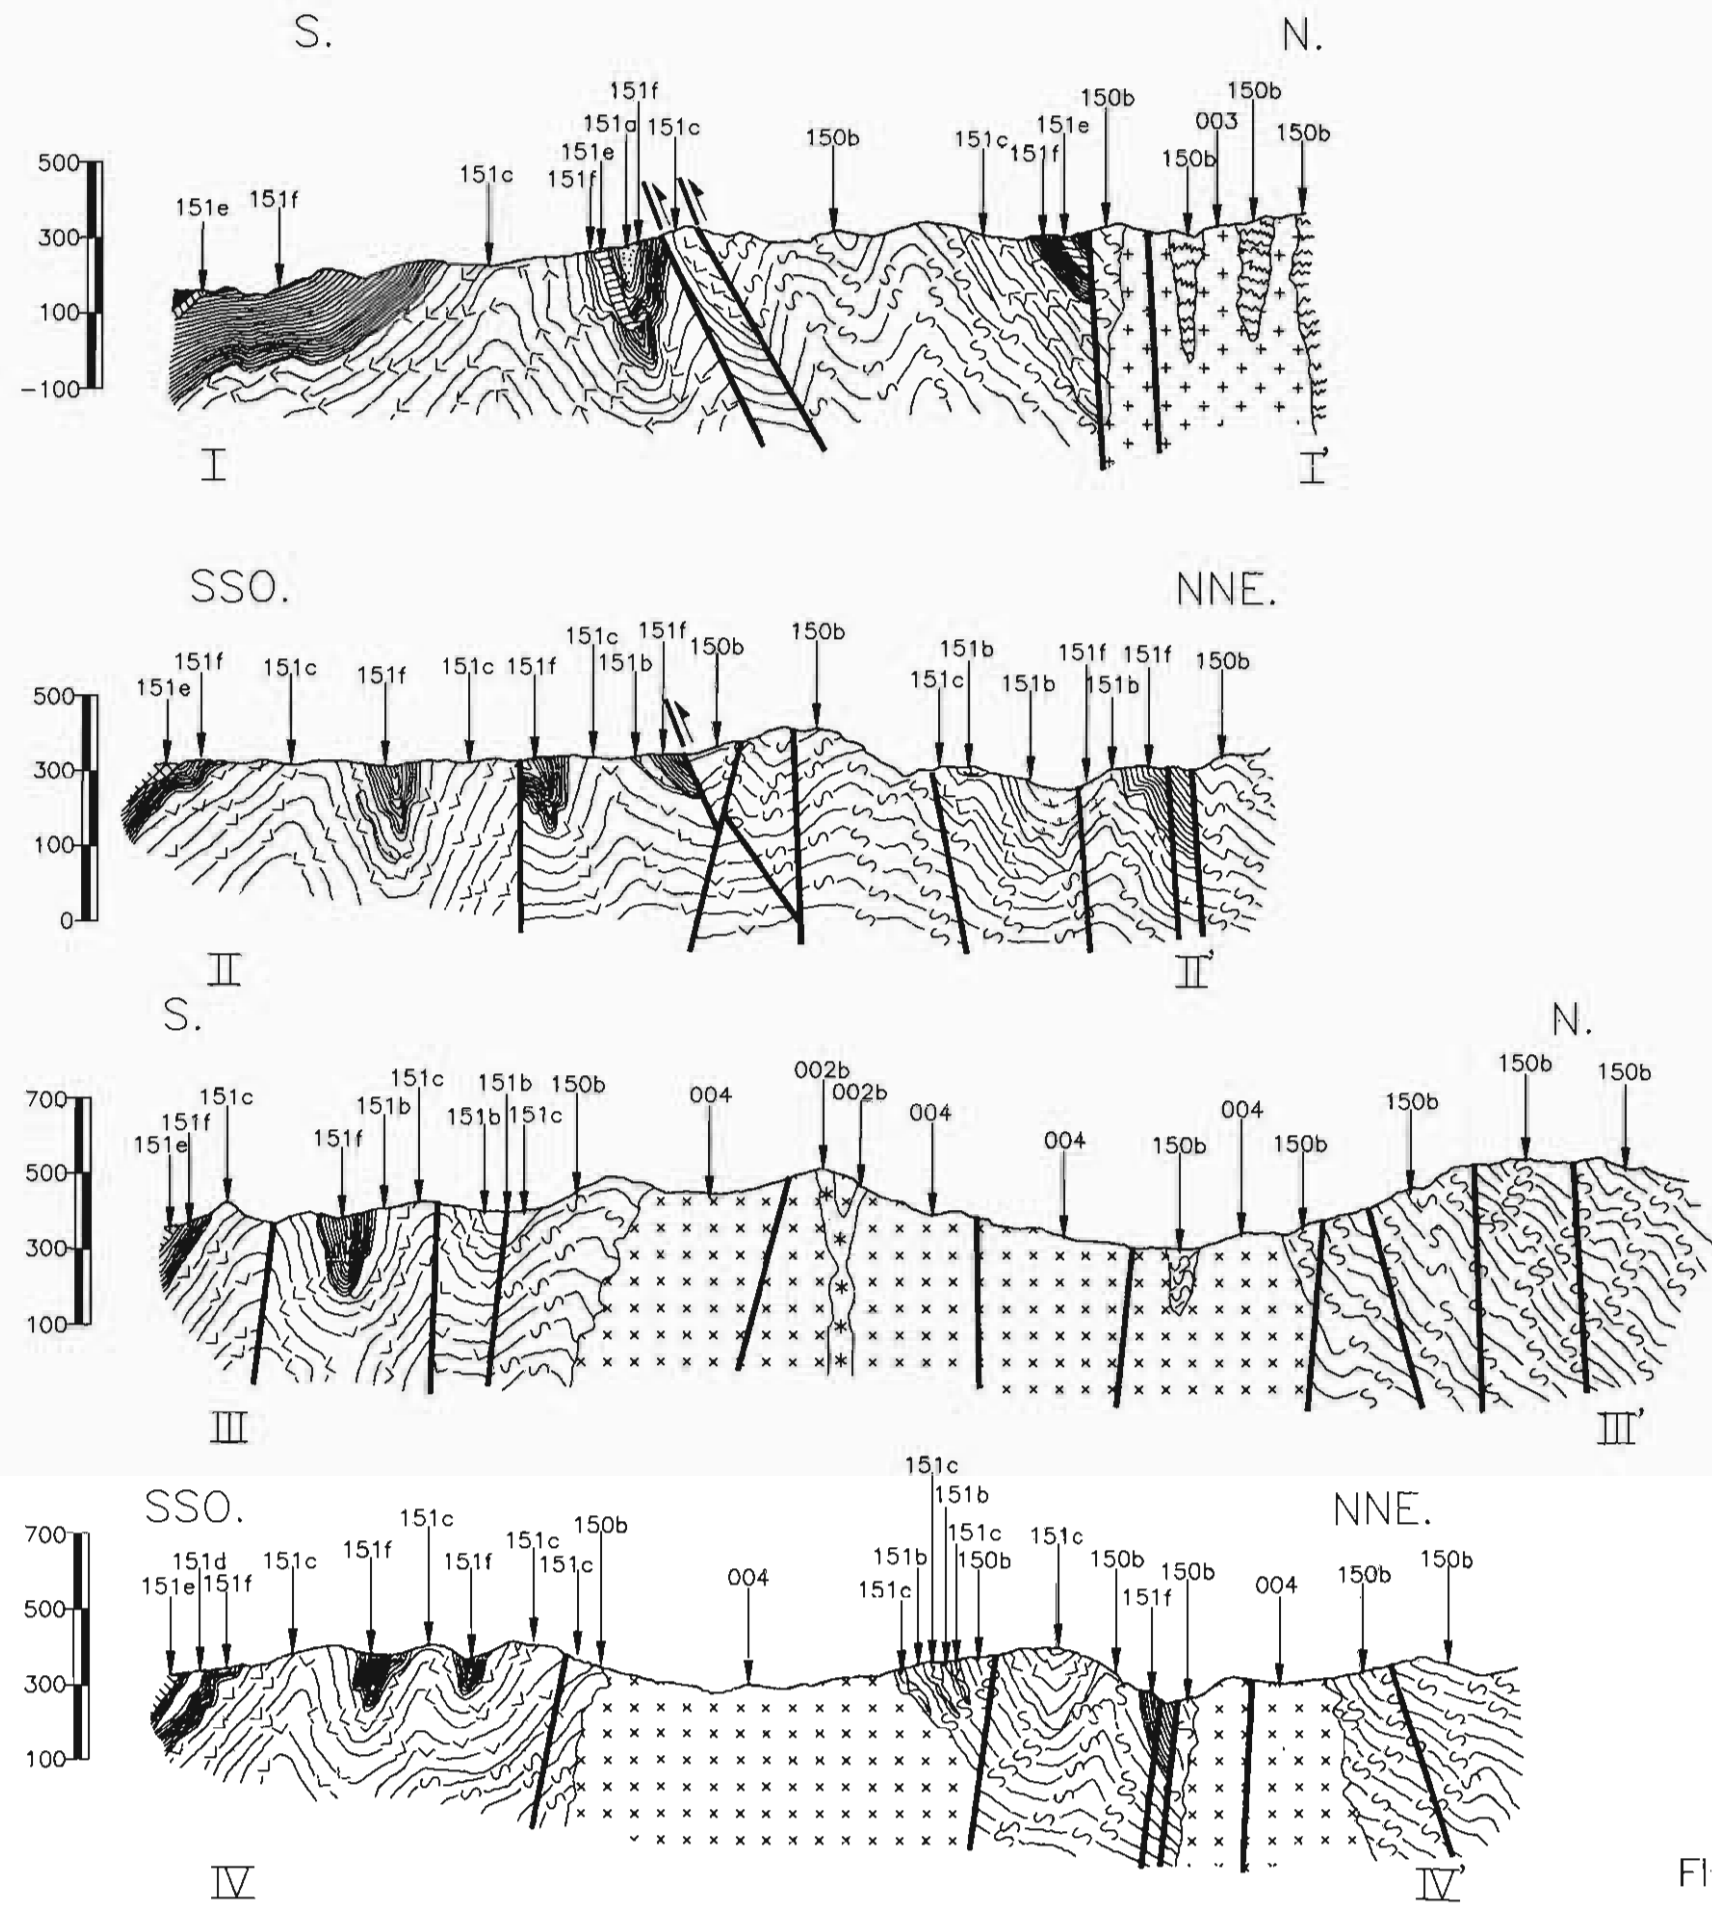 S. N.
151f 150b 150b
151a 151c 003
151e 150b 151c 151e 150b 150b
151f 151c 151f
151e 151f
500
300
100
-100
I I'
SSO. NNE.
151c 151f 150b 150b
151f 151c 151f 151c 151f 151b 151b 151f 151f 150b
151e 151c 151b 151b
500
300
100
0
II II'
S. N.
002b 150b 150b
151c 151b 150b 002b
151c 151b 151b 151c 004 004 004 150b
151f 151f 004 150b 150b
151e
700
500
300
100
III III'
151c
SSO. NNE.
151b
151c 150b
151d 151c 151f 151f 151c 151c 151b 151c 150b 151c 150b 150b 150b
151e 151f 004 151c 151f 004 150b
700
500
300
100
IV IV'